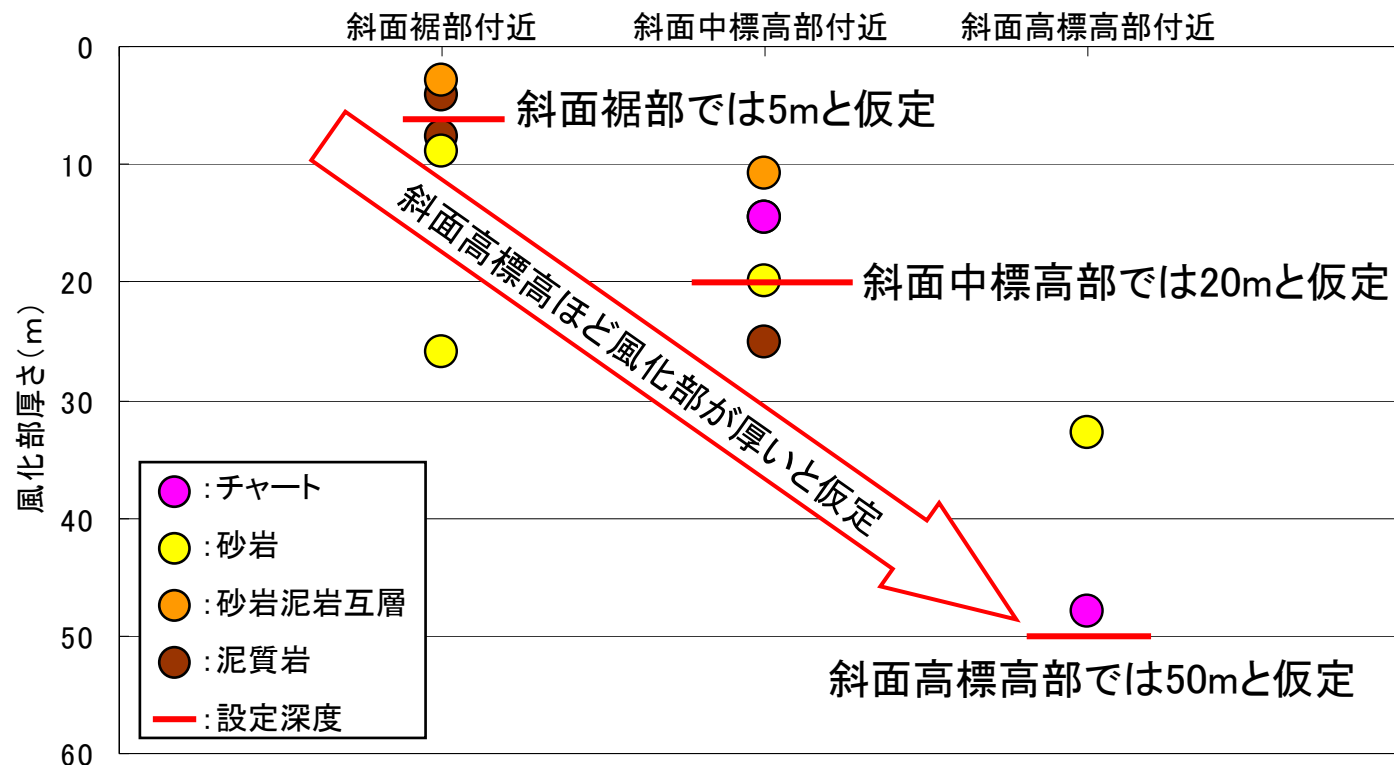 斜面裾部付近
斜面中標高部付近
斜面高標高部付近
0
10
20
30
40
50
60
風化部厚さ(m)
斜面裾部では5mと仮定
斜面中標高部では20mと仮定
斜面高標高ほど風化部が厚いと仮定
斜面高標高部では50mと仮定
:チャート
:砂岩
:砂岩泥岩互層
:泥質岩
:設定深度